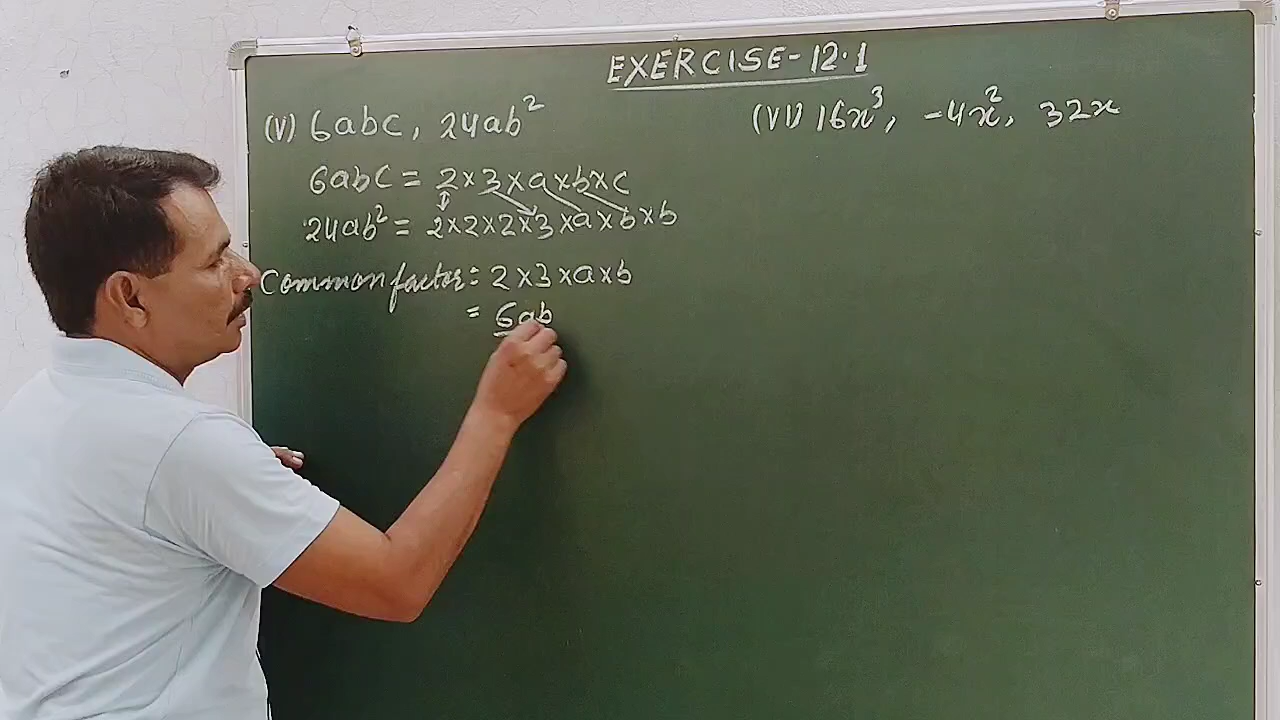 EXERCISE-12.1
(V) 6abc, 24ab²
6abc = 2×3×a×b×c
24ab² = 2×2×2×3×a×b×b
Common factor = 2×3×a×b
= 6ab
(VI) 16x³, -4x², 32x